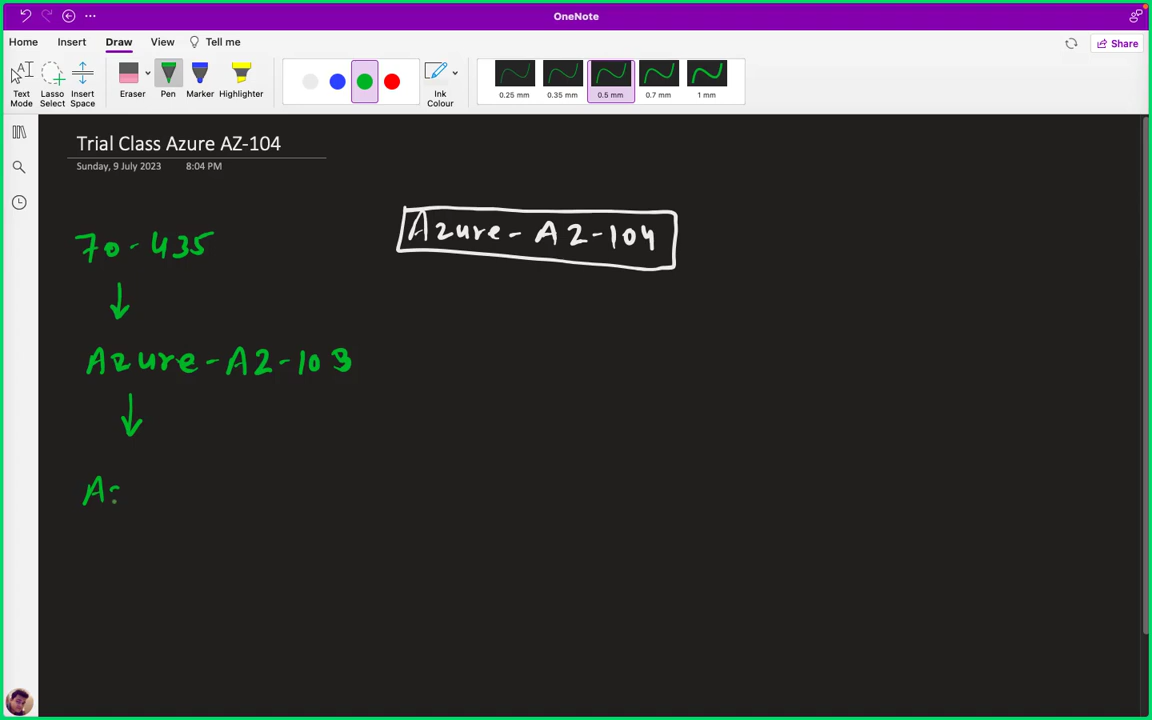 OneNote
Home Insert Draw View Tell me
Share
Text Mode
Lasso Select
Insert Space
Eraser
Pen
Marker
Highlighter
Ink Colour
0.25 mm
0.35 mm
0.5 mm
0.7 mm
1 mm
Trial Class Azure AZ-104
Sunday, 9 July 2023 8:04 PM
Azure-AZ-104
70-435
Azure-AZ-103
A